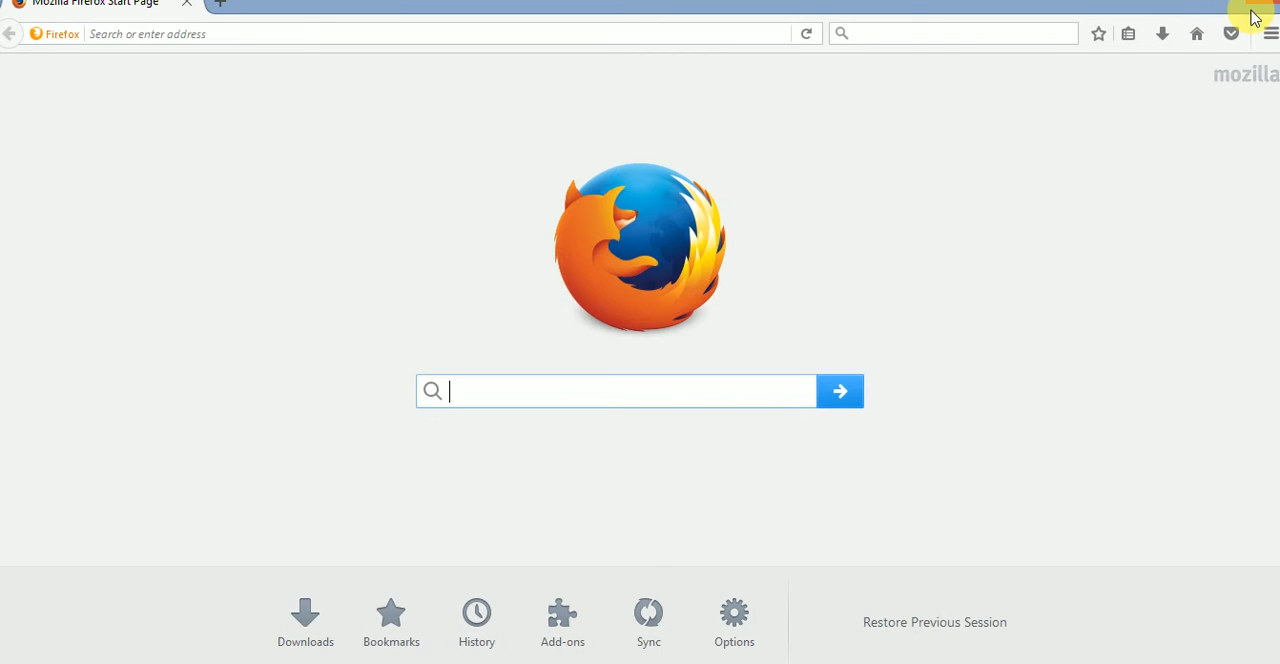 Mozilla Firefox Start Page
Firefox Search or enter address
mozilla
Downloads Bookmarks History Add-ons Sync Options Restore Previous Session